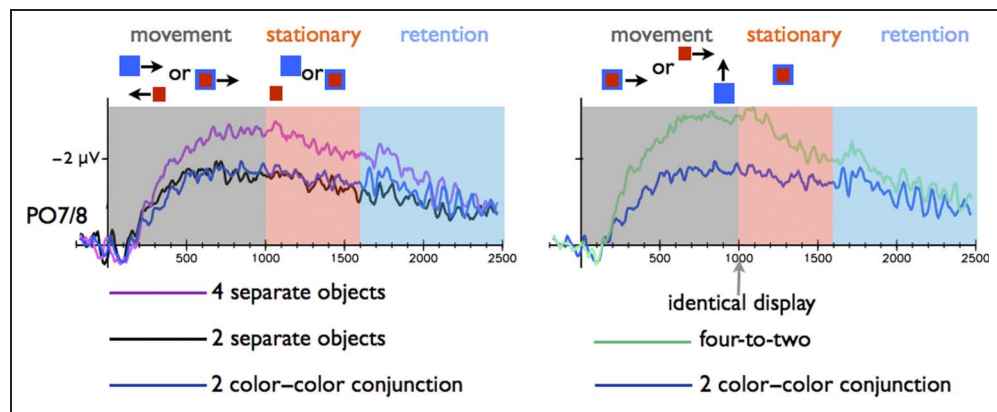 movement stationary retention
or or
−2 μV
PO7/8
500 1000 1500 2000 2500
4 separate objects
2 separate objects
2 color–color conjunction
movement stationary retention
or
500 1000 1500 2000 2500
identical display
four-to-two
2 color–color conjunction